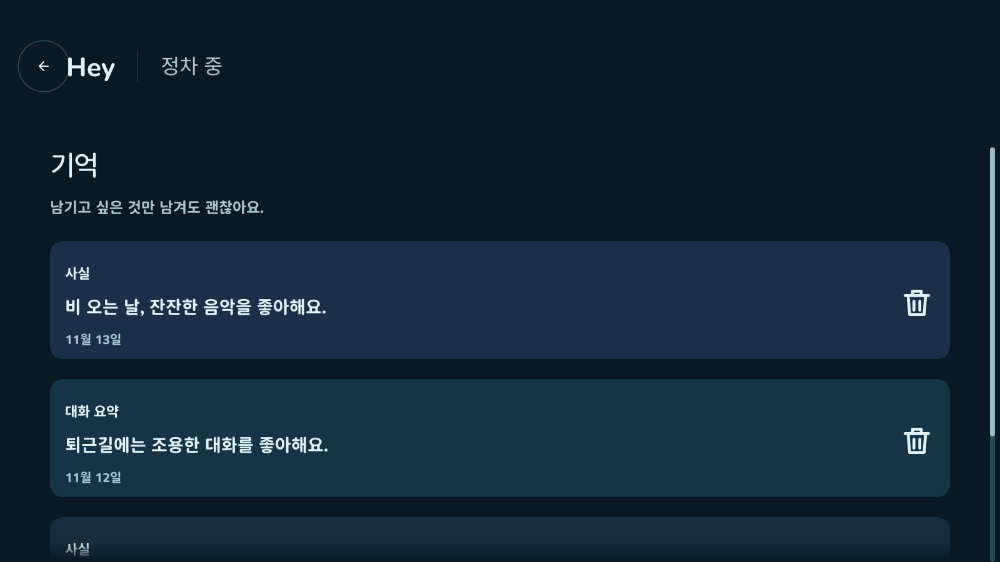 Hey
정차 중
기억
남기고 싶은 것만 남겨도 괜찮아요.
사실
비 오는 날, 잔잔한 음악을 좋아해요.
11월 13일
대화 요약
퇴근길에는 조용한 대화를 좋아해요.
11월 12일
사실